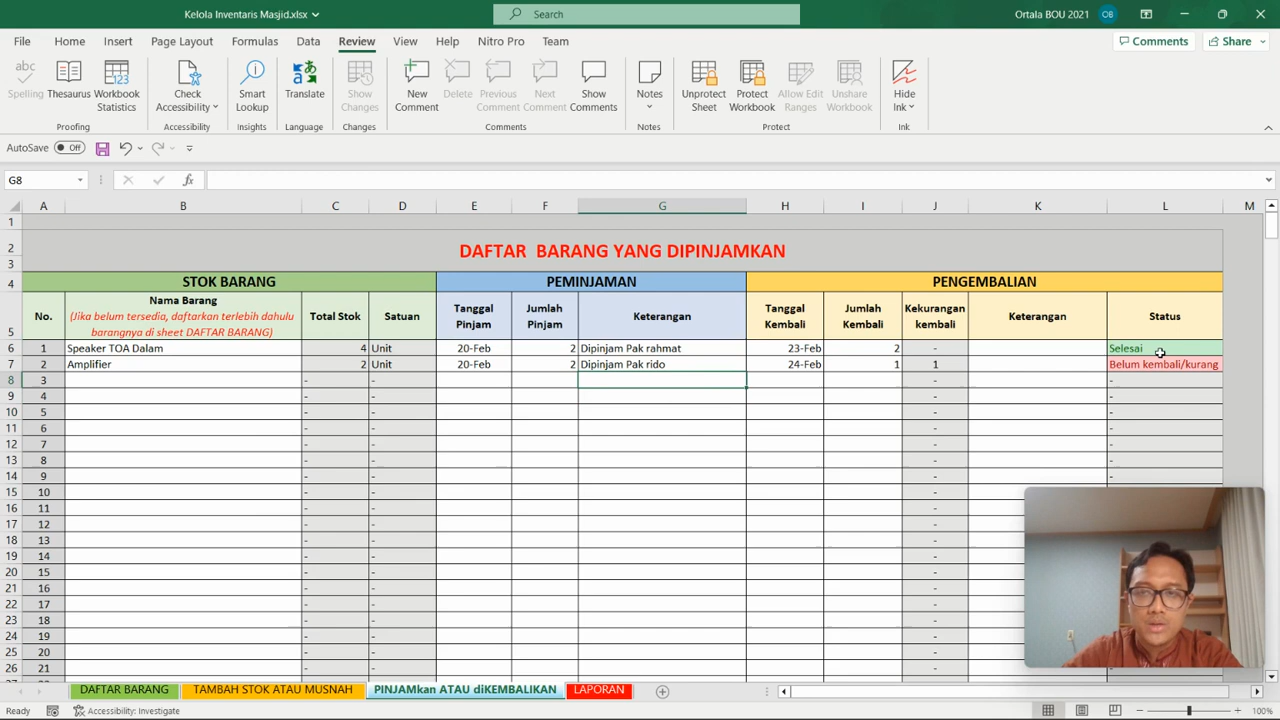 Kelola Inventaris Masjid.xlsx
Search
Ortala BOU 2021
OB
File
Home
Insert
Page Layout
Formulas
Data
Review
View
Help
Nitro Pro
Team
Comments
Share
abc
123
Spelling
Thesaurus
Workbook
Statistics
Check
Accessibility
Smart
Lookup
Translate
Show
Changes
New
Comment
Delete
Previous
Comment
Next
Comment
Show
Comments
Notes
Unprotect
Sheet
Protect
Workbook
Allow Edit
Ranges
Unshare
Workbook
Hide
Ink
Proofing
Accessibility
Insights
Language
Changes
Comments
Notes
Protect
Ink
AutoSave Off
G8
fx
A B C D E F G H I J K L M
1
2 DAFTAR BARANG YANG DIPINJAMKAN
3
4 STOK BARANG PEMINJAMAN PENGEMBALIAN
5 No. Nama Barang (Jika belum tersedia, daftarkan terlebih dahulu barangnya di sheet DAFTAR BARANG) Total Stok Satuan Tanggal Pinjam Jumlah Pinjam Keterangan Tanggal Kembali Jumlah Kembali Kekurangan kembali Keterangan Status
6 1 Speaker TOA Dalam 4 Unit 20-Feb 2 Dipinjam Pak rahmat 23-Feb 2 - Selesai
7 2 Amplifier 2 Unit 20-Feb 2 Dipinjam Pak rido 24-Feb 1 1 Belum kembali/kurang
8 3 - - - -
9 4 - - - -
10 5 - - - -
11 6 - - - -
12 7 - - - -
13 8 - - - -
14 9 - - - -
15 10 - - -
16 11 - - -
17 12 - - -
18 13 - - -
19 14 - - -
20 15 - - -
21 16 - - -
22 17 - - -
23 18 - - -
24 19 - - -
25 20 - - -
26 21 - - -
DAFTAR BARANG
TAMBAH STOK ATAU MUSNAH
PINJAMkan ATAU diKEMBALIKAN
LAPORAN
Ready
Accessibility: Investigate
100%